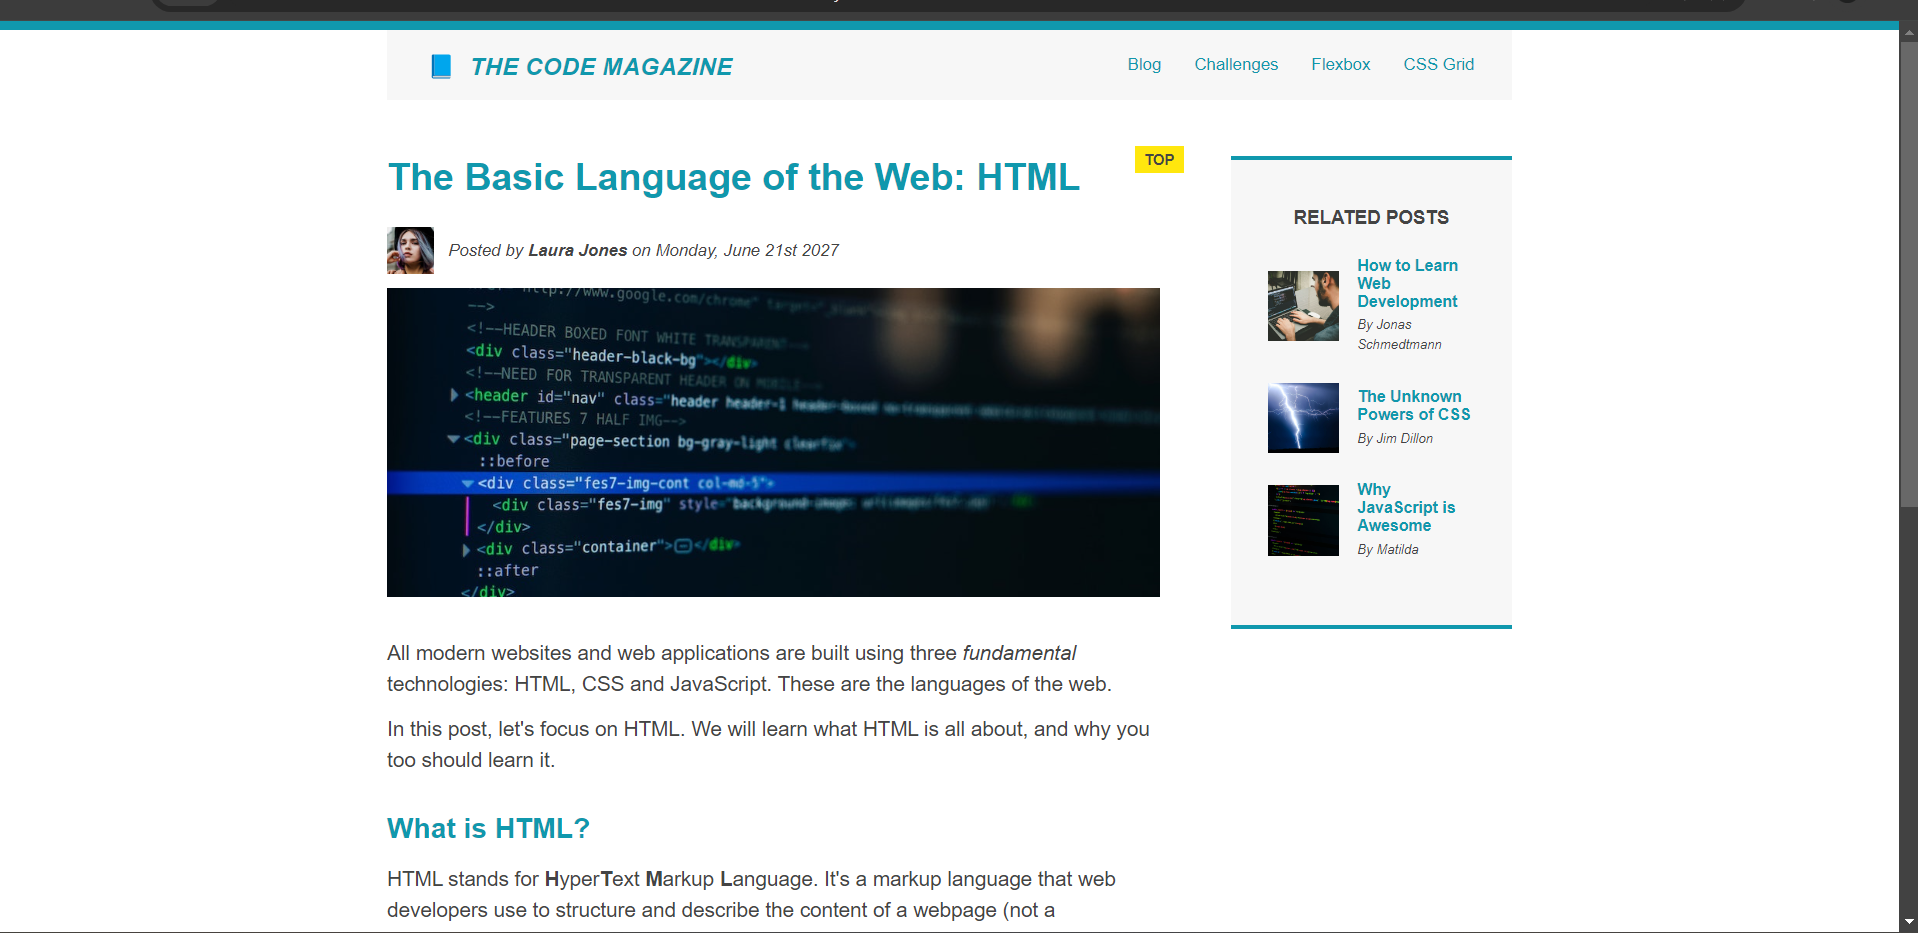 THE CODE MAGAZINE
Blog
Challenges
Flexbox
CSS Grid
The Basic Language of the Web: HTML
TOP
Posted by Laura Jones on Monday, June 21st 2027
-->
<!--HEADER BOXED FONT WHITE TRANSPARENT-->
<div class="header-black-bg"></div>
<!--NEED FOR TRANSPARENT HEADER ON MOBILE-->
<header id="nav" class="header header-1
<!--FEATURES 7 HALF IMG-->
<div class="page-section bg-gray-light clearfix">
::before
<div class="fes7-img-cont col-md-5">
<div class="fes7-img" style=
</div>
<div class="container"></div>
::after
</div>
All modern websites and web applications are built using three fundamental
technologies: HTML, CSS and JavaScript. These are the languages of the web.
In this post, let's focus on HTML. We will learn what HTML is all about, and why you
too should learn it.
What is HTML?
HTML stands for HyperText Markup Language. It's a markup language that web
developers use to structure and describe the content of a webpage (not a
RELATED POSTS
How to Learn
Web
Development
By Jonas
Schmedtmann
The Unknown
Powers of CSS
By Jim Dillon
Why
JavaScript is
Awesome
By Matilda